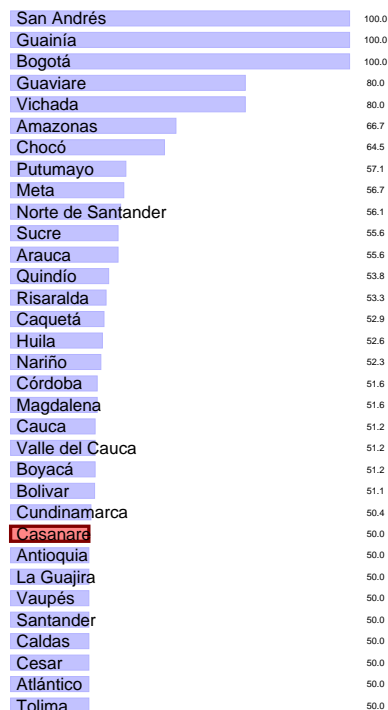 San Andrés 100.0
Guainía 100.0
Bogotá 100.0
Guaviare 80.0
Vichada 80.0
Amazonas 66.7
Chocó 64.5
Putumayo 57.1
Meta 56.7
Norte de Santander 56.1
Sucre 55.6
Arauca 55.6
Quindío 53.8
Risaralda 53.3
Caquetá 52.9
Huila 52.6
Nariño 52.3
Córdoba 51.6
Magdalena 51.6
Cauca 51.2
Valle del Cauca 51.2
Boyacá 51.2
Bolivar 51.1
Cundinamarca 50.4
Casanare 50.0
Antioquia 50.0
La Guajira 50.0
Vaupés 50.0
Santander 50.0
Caldas 50.0
Cesar 50.0
Atlántico 50.0
Tolima 50.0